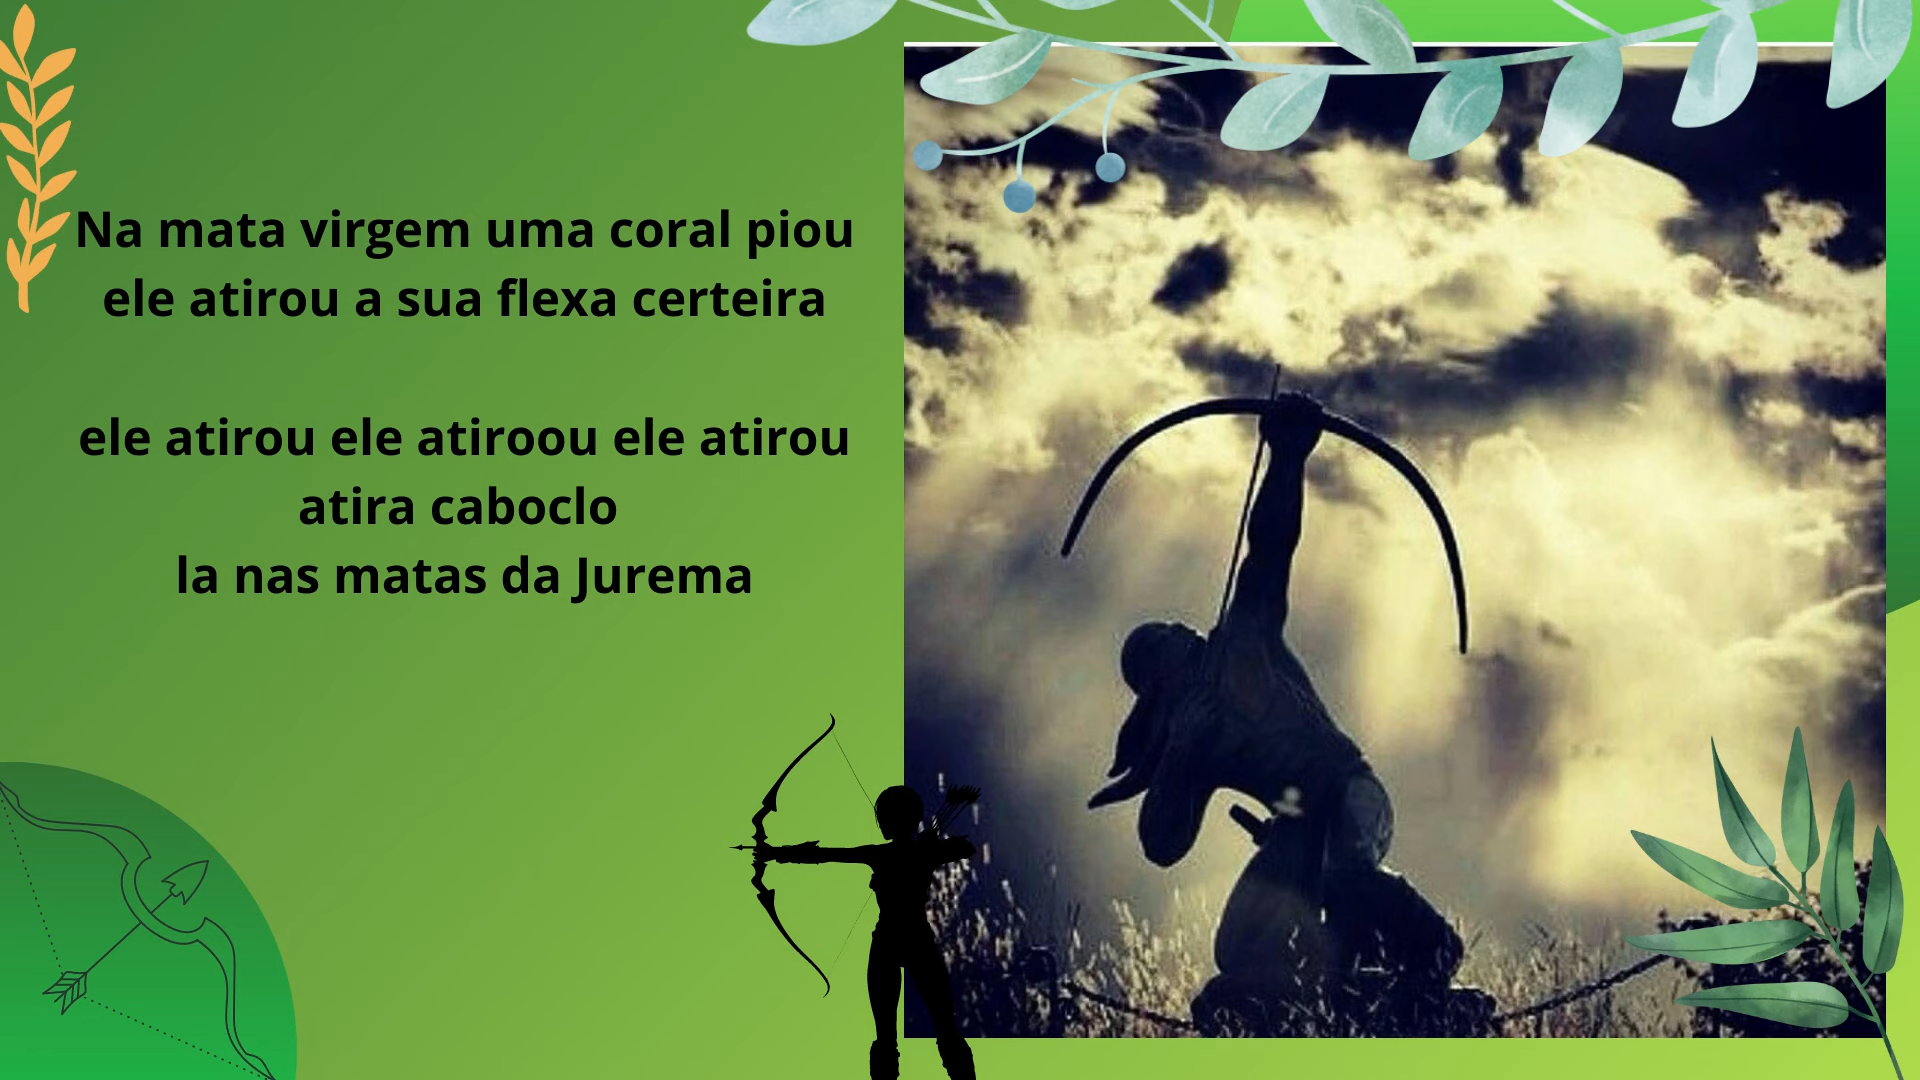 Na mata virgem uma coral piou
ele atirou a sua flexa certeira
ele atirou ele atiroou ele atirou
atira caboclo
la nas matas da Jurema